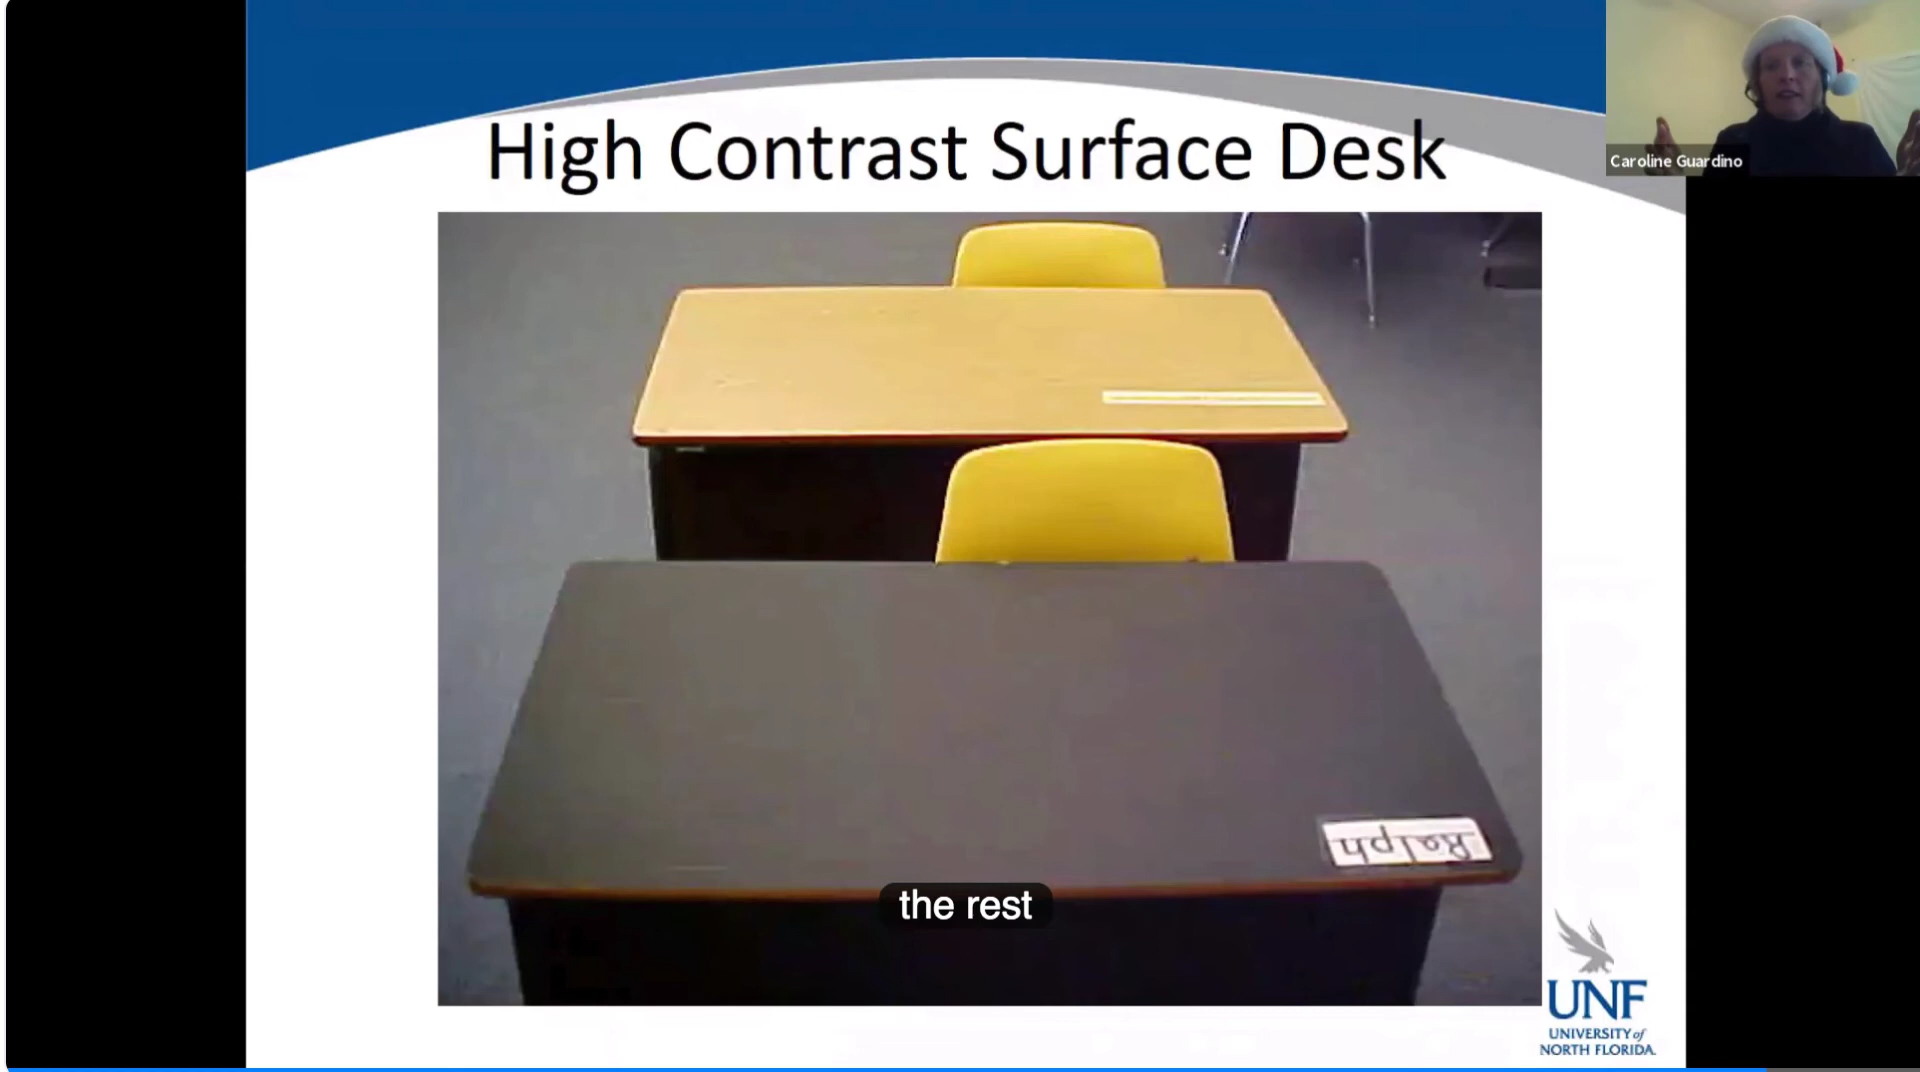 High Contrast Surface Desk
Caroline Guardino
Ralph
the rest
UNF
UNIVERSITY of
NORTH FLORIDA.